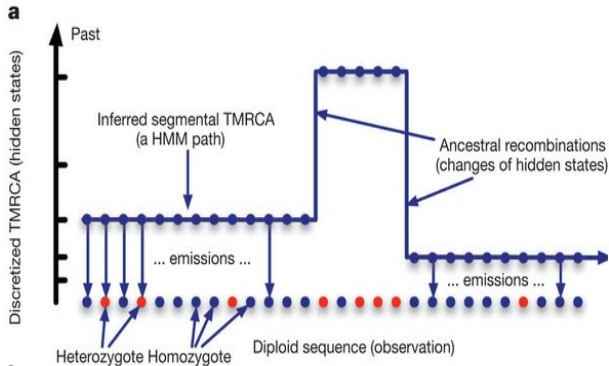 a
Past
Discretized TMRCA (hidden states)
Inferred segmental TMRCA
(a HMM path)
Ancestral recombinations
(changes of hidden states)
... emissions ...
... emissions ...
Heterozygote Homozygote
Diploid sequence (observation)